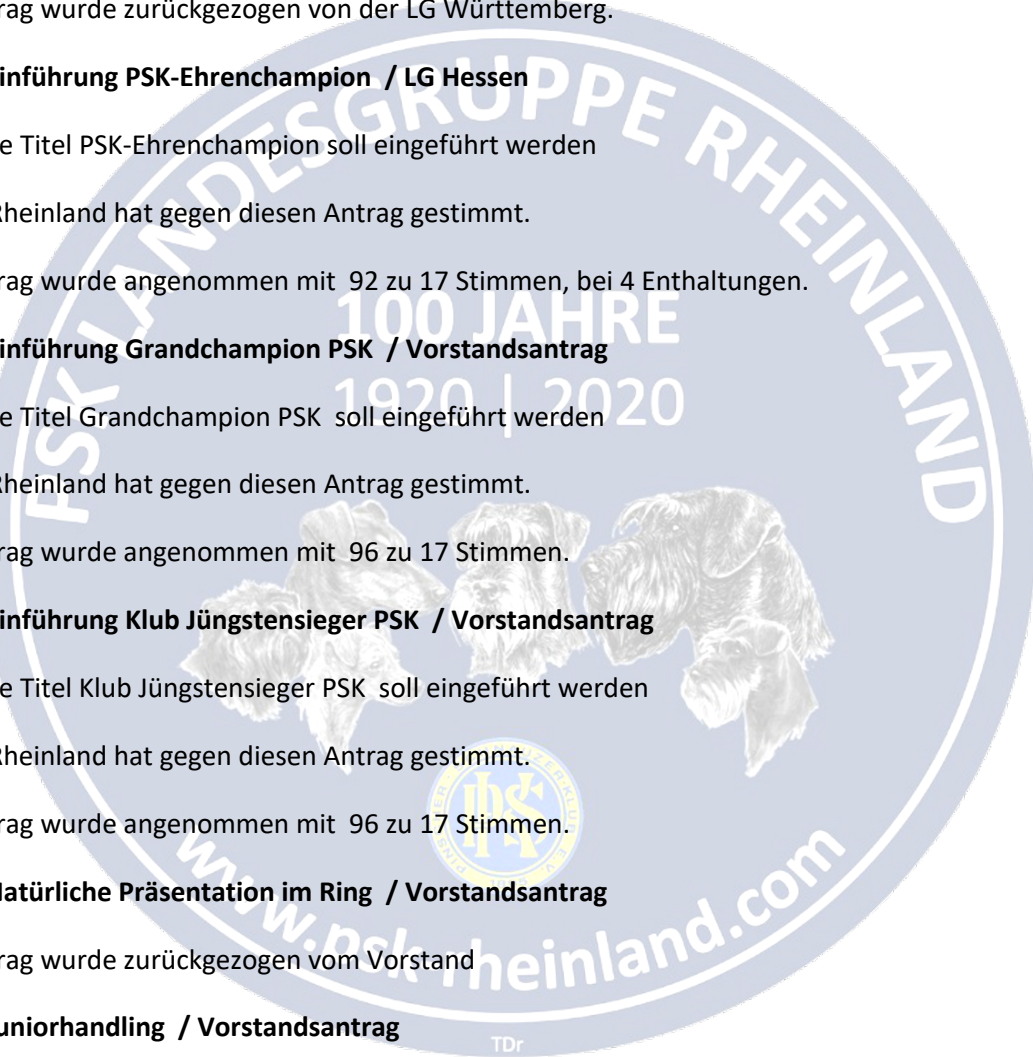 rag wurde zurückgezogen von der LG Württemberg.
inführung PSK-Ehrenchampion / LG Hessen
e Titel PSK-Ehrenchampion soll eingeführt werden
Rheinland hat gegen diesen Antrag gestimmt.
rag wurde angenommen mit 92 zu 17 Stimmen, bei 4 Enthaltungen.
inführung Grandchampion PSK / Vorstandsantrag
e Titel Grandchampion PSK soll eingeführt werden
Rheinland hat gegen diesen Antrag gestimmt.
rag wurde angenommen mit 96 zu 17 Stimmen.
inführung Klub Jüngstensieger PSK / Vorstandsantrag
e Titel Klub Jüngstensieger PSK soll eingeführt werden
Rheinland hat gegen diesen Antrag gestimmt.
rag wurde angenommen mit 96 zu 17 Stimmen.
Natürliche Präsentation im Ring / Vorstandsantrag
rag wurde zurückgezogen vom Vorstand
uniorhandling / Vorstandsantrag
PSK LANDESGRUPPE RHEINLAND
100 JAHRE
1920 | 2020
www.psk-rheinland.com
TDr